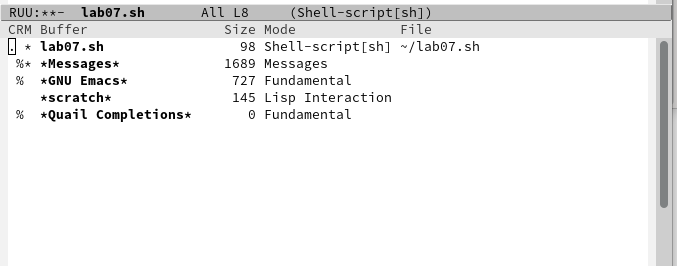 RUU:**-  lab07.sh       All L8     (Shell-script[sh])
CRM Buffer                 Size Mode             File
. * lab07.sh                 98 Shell-script[sh] ~/lab07.sh
 %* *Messages*             1689 Messages
 %  *GNU Emacs*             727 Fundamental
    *scratch*               145 Lisp Interaction
 %  *Quail Completions*       0 Fundamental